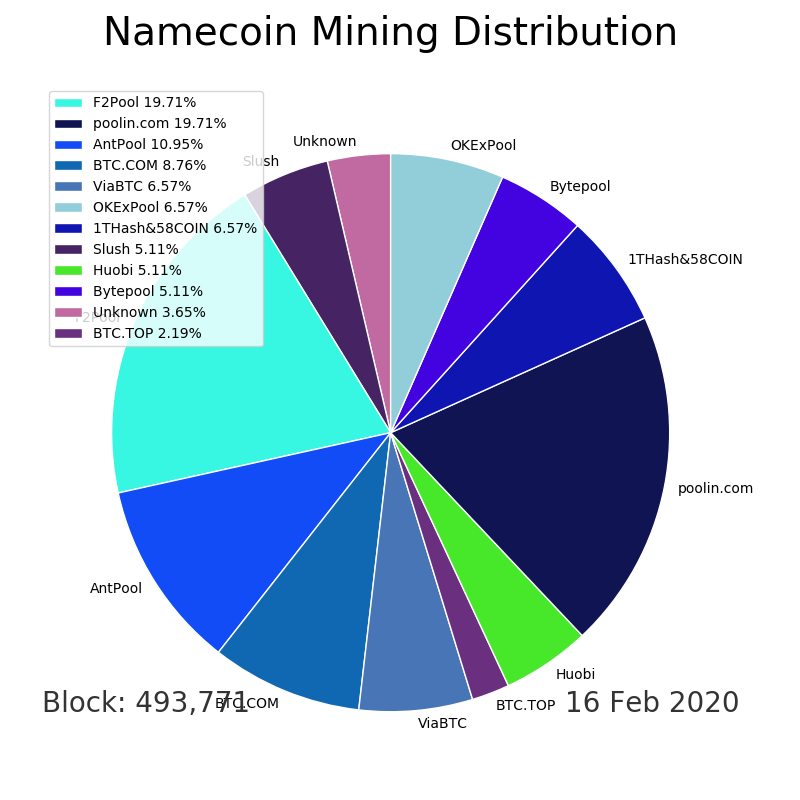 Namecoin Mining Distribution
F2Pool 19.71%
poolin.com 19.71%
AntPool 10.95%
BTC.COM 8.76%
ViaBTC 6.57%
OKExPool 6.57%
1THash&58COIN 6.57%
Slush 5.11%
Huobi 5.11%
Bytepool 5.11%
Unknown 3.65%
BTC.TOP 2.19%
Unknown
OKExPool
Slush
Bytepool
1THash&58COIN
F2Pool
poolin.com
AntPool
Huobi
BTC.COM
BTC.TOP
ViaBTC
Block: 493,771
16 Feb 2020